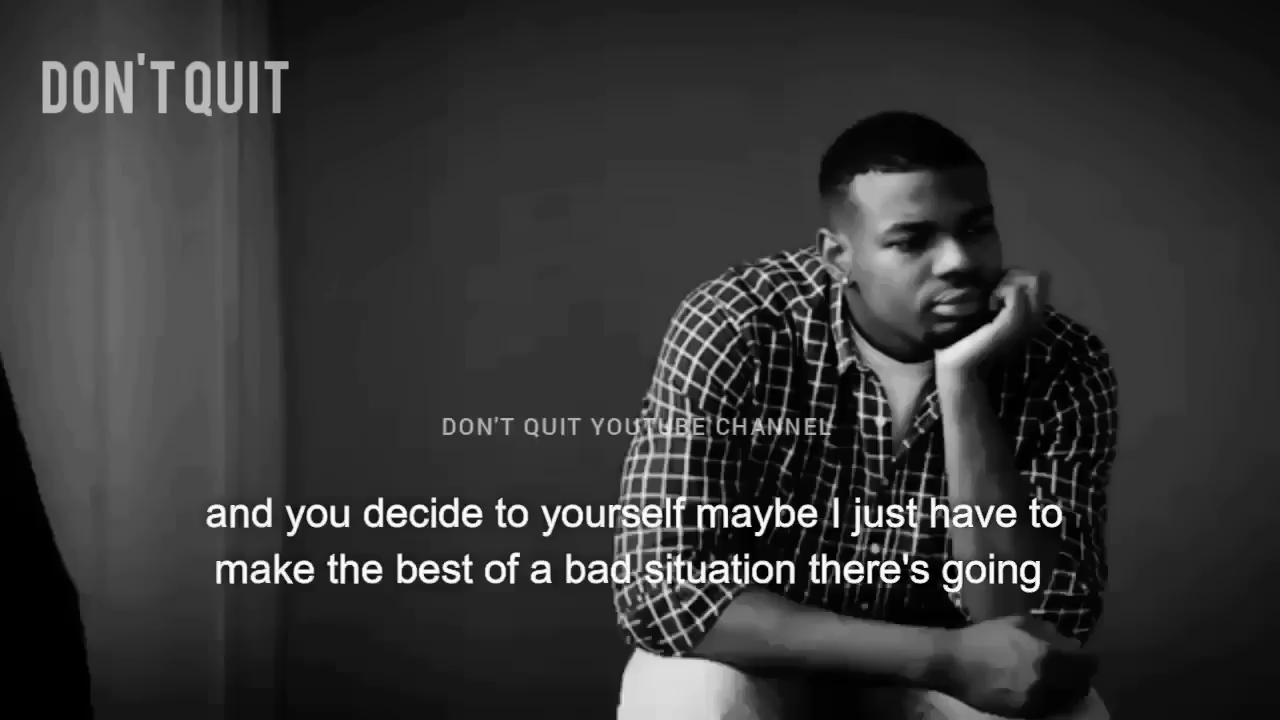 DON'T QUIT
DON'T QUIT YOUTUBE CHANNEL
and you decide to yourself maybe I just have to
make the best of a bad situation there's going